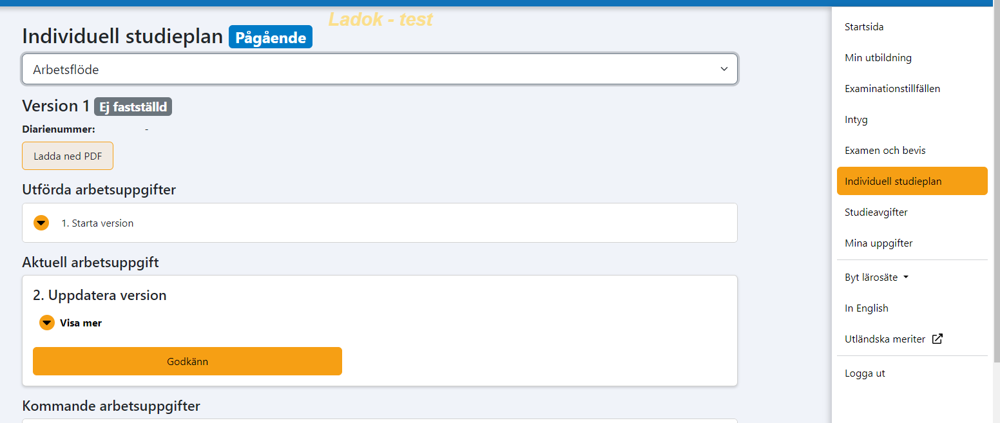 Ladok - test
Individuell studieplan Pågående
Arbetsflöde
Version 1 Ej fastställd
Diarienummer: -
Ladda ned PDF
Utförda arbetsuppgifter
1. Starta version
Aktuell arbetsuppgift
2. Uppdatera version
Visa mer
Godkänn
Kommande arbetsuppgifter
Startsida
Min utbildning
Examinationstillfällen
Intyg
Examen och bevis
Individuell studieplan
Studieavgifter
Mina uppgifter
Byt lärosäte
In English
Utländska meriter
Logga ut